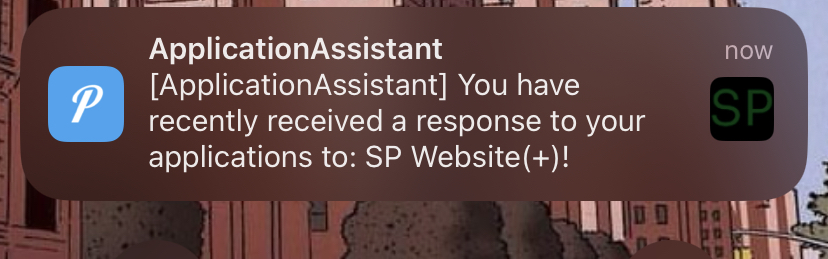 ApplicationAssistant
now
[ApplicationAssistant] You have
recently received a response to your
applications to: SP Website(+)!
P
SP